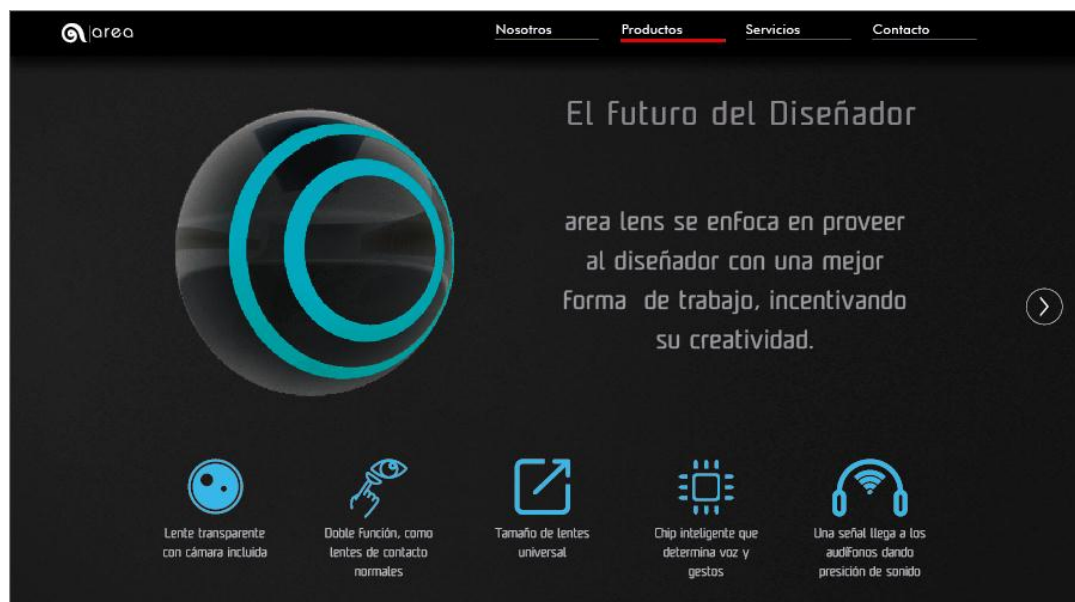 area
Nosotros
Productos
Servicios
Contacto
El Futuro del Diseñador
area lens se enfoca en proveer
al diseñador con una mejor
Forma de trabajo, incentivando
su creatividad.
Lente transparente
con cámara incluida
Doble Función, como
lentes de contacto
normales
Tamaño de lentes
universal
Chip inteligente que
determina voz y
gestos
Una señal llega a los
audífonos dando
presición de sonido